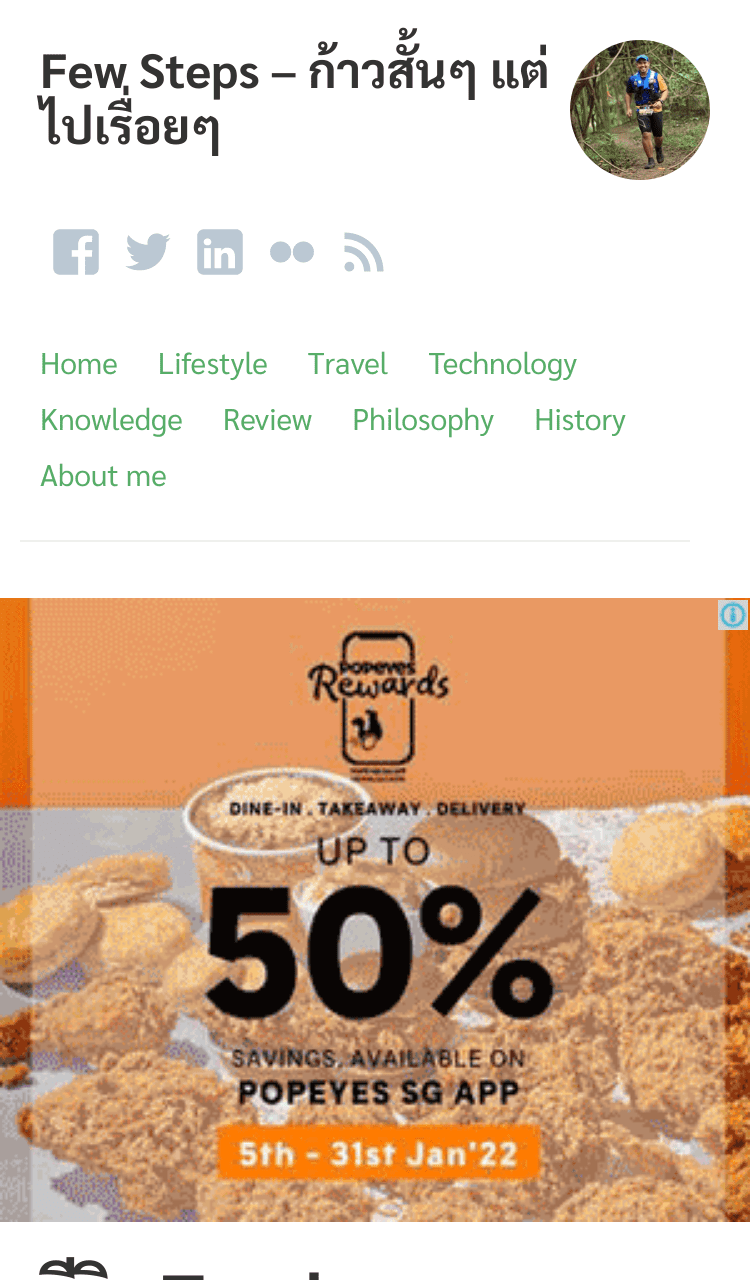 Few Steps – ก้าวสั้นๆ แต่
ไปเรื่อยๆ
Home Lifestyle Travel Technology
Knowledge Review Philosophy History
About me
POPEYES
Rewards
DINE-IN . TAKEAWAY . DELIVERY
UP TO
50%
SAVINGS, AVAILABLE ON
POPEYES SG APP
5th - 31st Jan'22